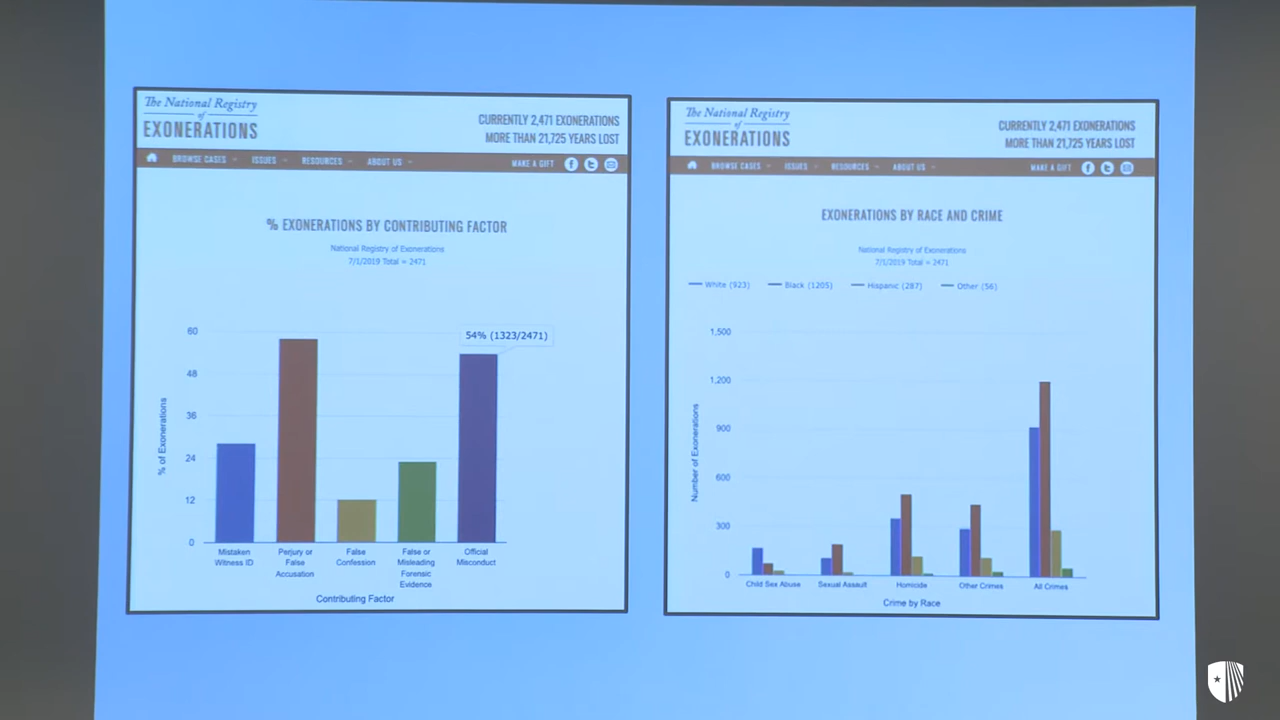 The National Registry
of
EXONERATIONS
CURRENTLY 2,471 EXONERATIONS
MORE THAN 21,725 YEARS LOST
BROWSE CASES
ISSUES
RESOURCES
ABOUT US
MAKE A GIFT
% EXONERATIONS BY CONTRIBUTING FACTOR
National Registry of Exonerations
7/1/2019 Total = 2471
54% (1323/2471)
60
48
36
24
12
0
% of Exonerations
Mistaken
Witness ID
Perjury or
False
Accusation
False
Confession
False or
Misleading
Forensic
Evidence
Official
Misconduct
Contributing Factor
The National Registry
of
EXONERATIONS
CURRENTLY 2,471 EXONERATIONS
MORE THAN 21,725 YEARS LOST
BROWSE CASES
ISSUES
RESOURCES
ABOUT US
MAKE A GIFT
EXONERATIONS BY RACE AND CRIME
National Registry of Exonerations
Total = 2471
White (923)
Black (1205)
Hispanic (287)
Other (56)
1,500
1,200
900
600
300
0
Number of Exonerations
Child Sex Abuse
Sexual Assault
Homicide
Other Crimes
All Crimes
Crime by Race